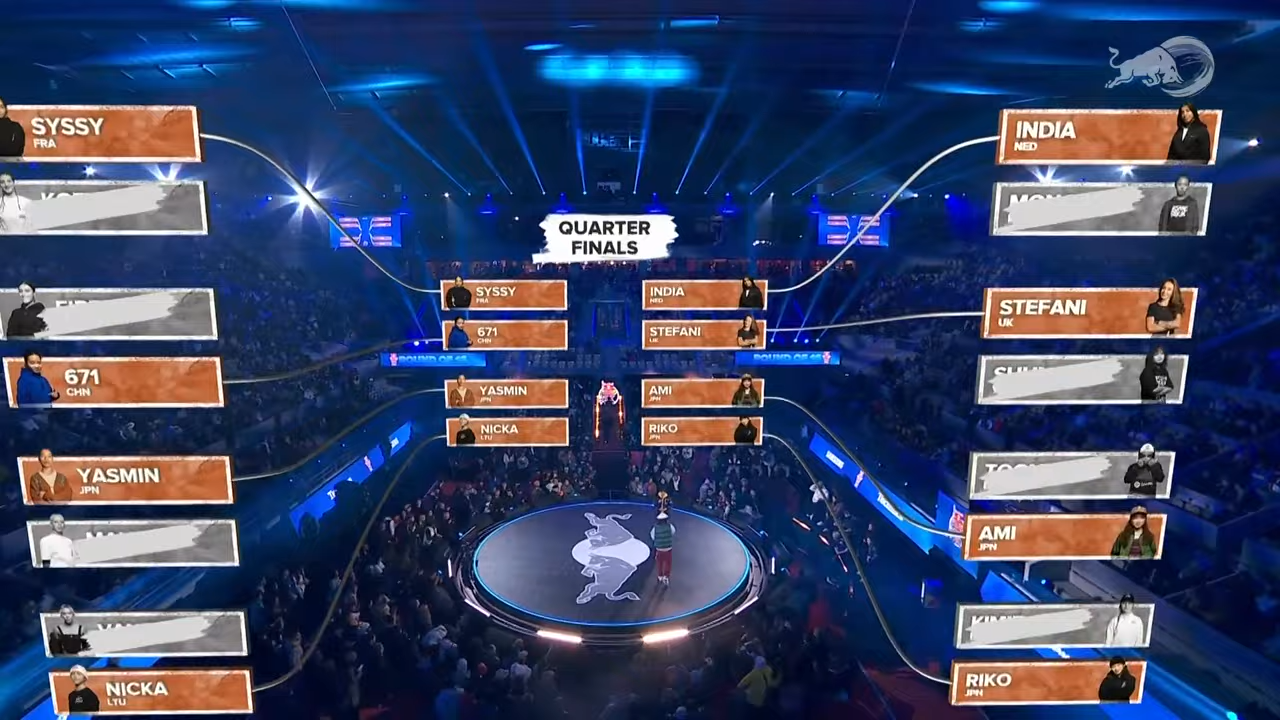 SYSSY
FRA
671
CHN
YASMIN
JPN
NICKA
LTU
QUARTER
FINALS
SYSSY
FRA
671
CHN
YASMIN
JPN
NICKA
LTU
INDIA
NED
STEFANI
UK
AMI
JPN
RIKO
JPN
ROUND OF 16
ROUND OF 16
INDIA
NED
STEFANI
UK
AMI
JPN
RIKO
JPN